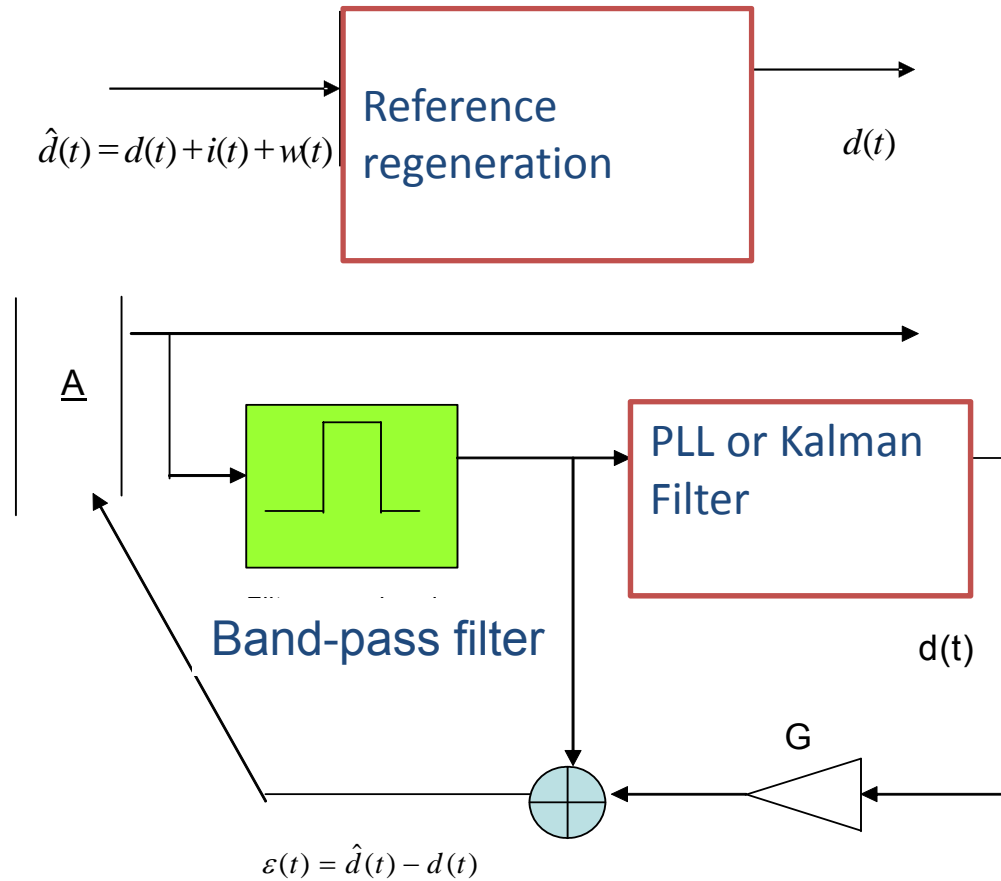 Reference
regeneration
d̂(t) = d(t) + i(t) + w(t)
d(t)
A
PLL or Kalman
Filter
Band-pass filter
d(t)
G
ε(t) = d̂(t) − d(t)